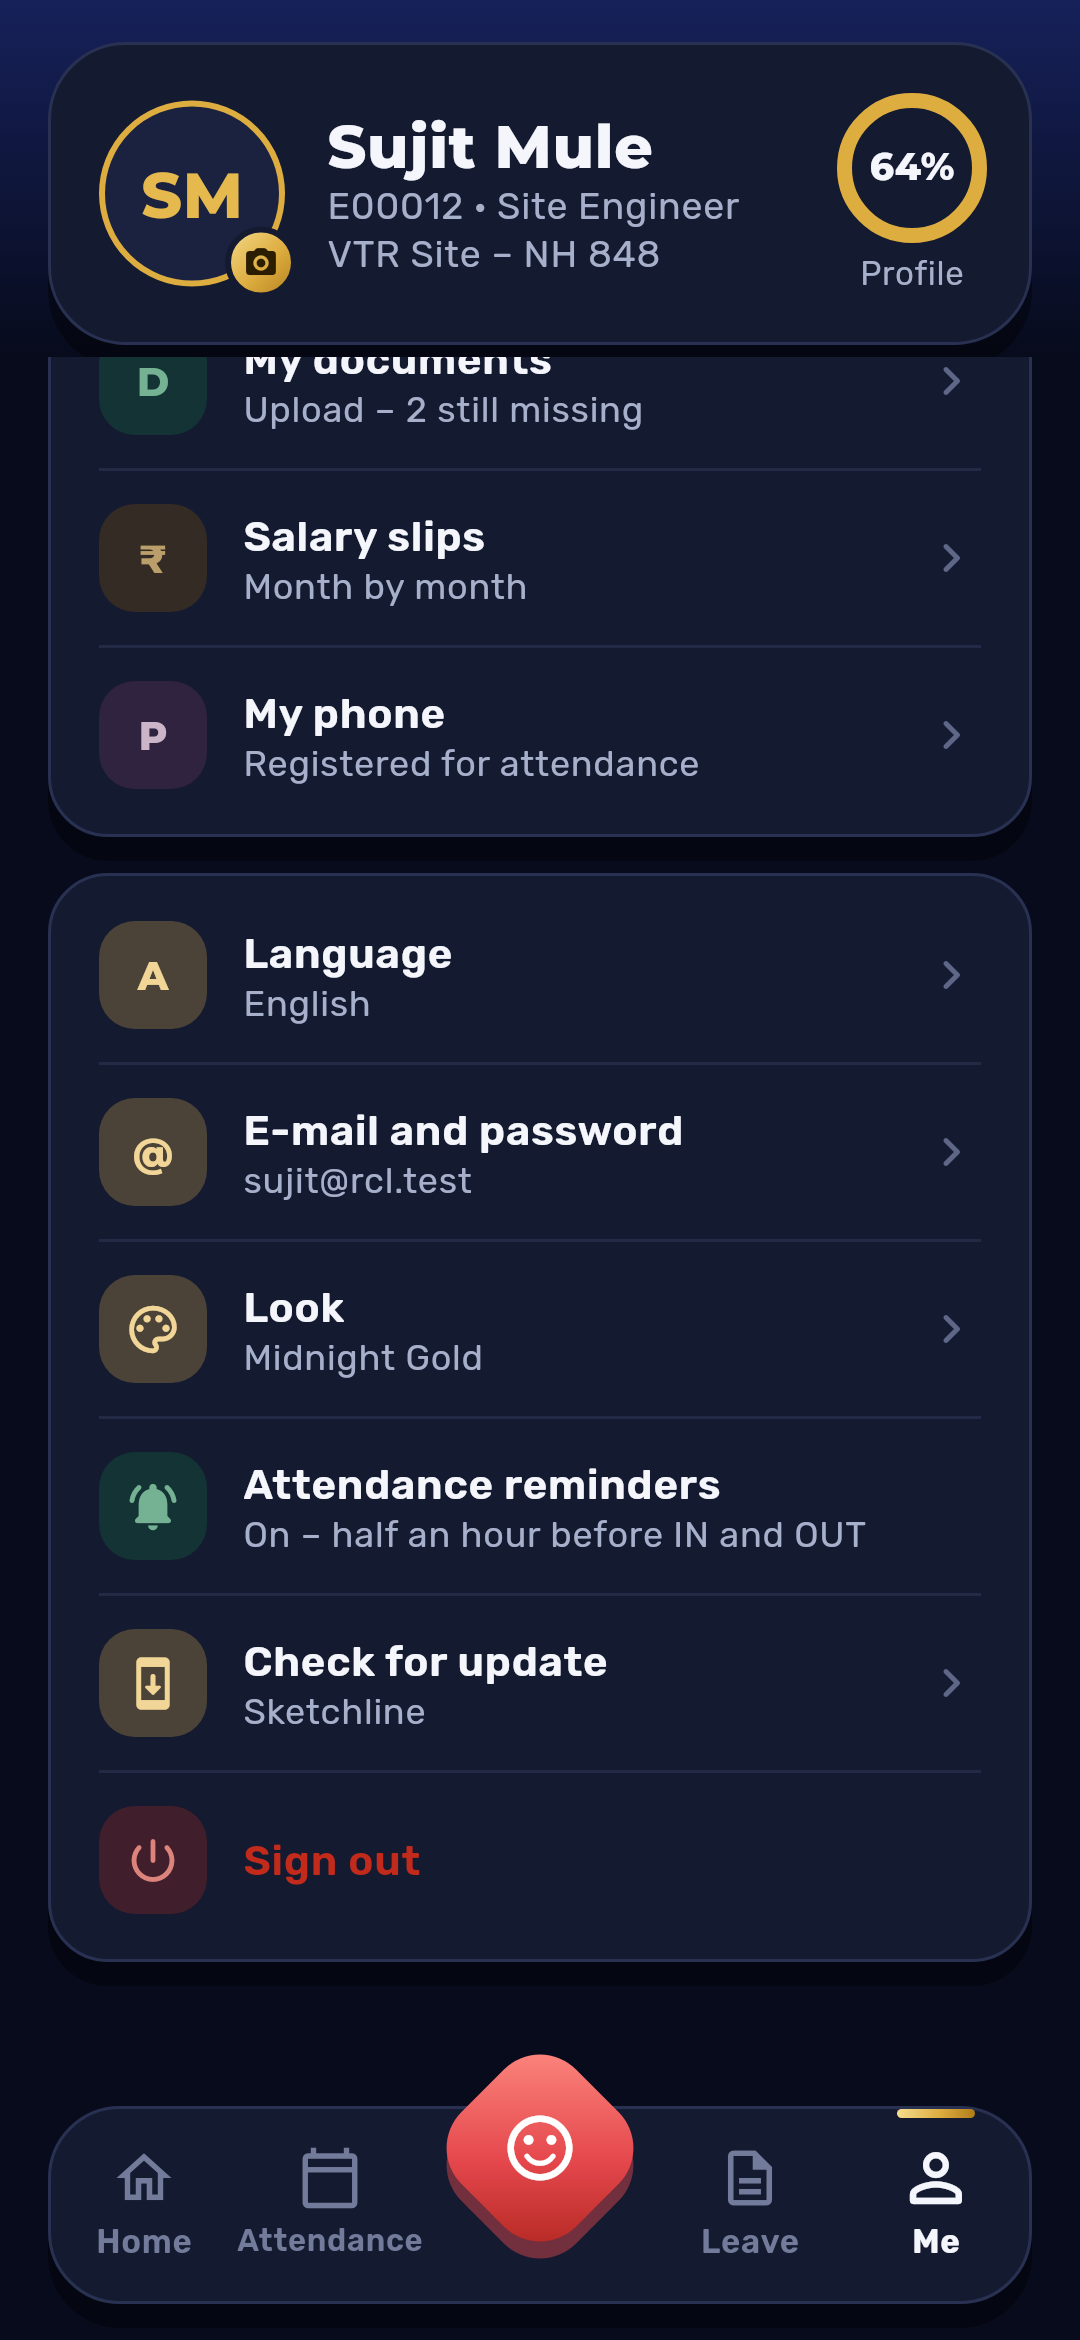 SM
Sujit Mule
E00012 • Site Engineer
VTR Site – NH 848
64%
Profile
D
My documents
Upload – 2 still missing
₹
Salary slips
Month by month
P
My phone
Registered for attendance
A
Language
English
@
E-mail and password
sujit@rcl.test
Look
Midnight Gold
Attendance reminders
On – half an hour before IN and OUT
Check for update
Sketchline
Sign out
Home
Attendance
Leave
Me